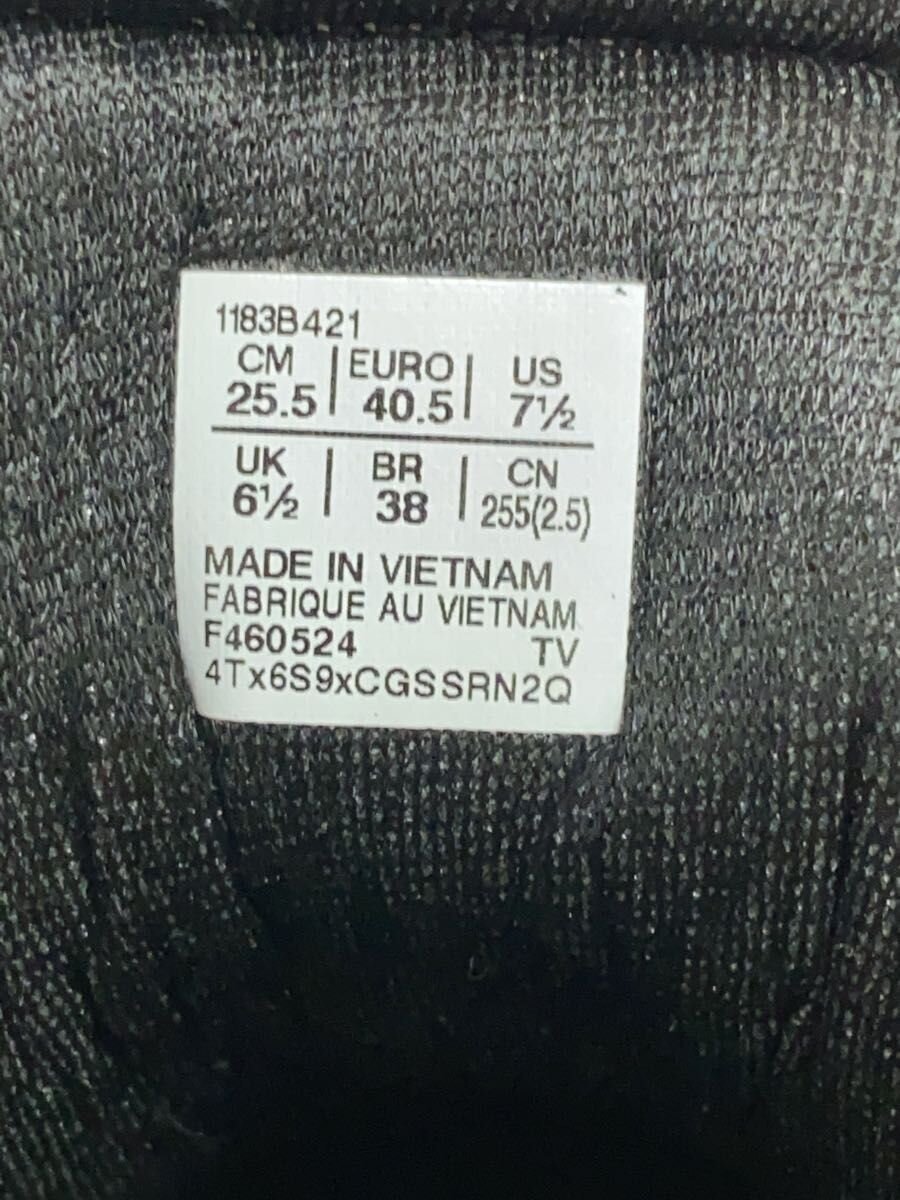 1183B421
CM | EURO | US
25.5 | 40.5 | 7½
UK | BR | CN
6½ | 38 | 255(2.5)
MADE IN VIETNAM
FABRIQUE AU VIETNAM
F460524 TV
4Tx6S9xCGSSRN2Q